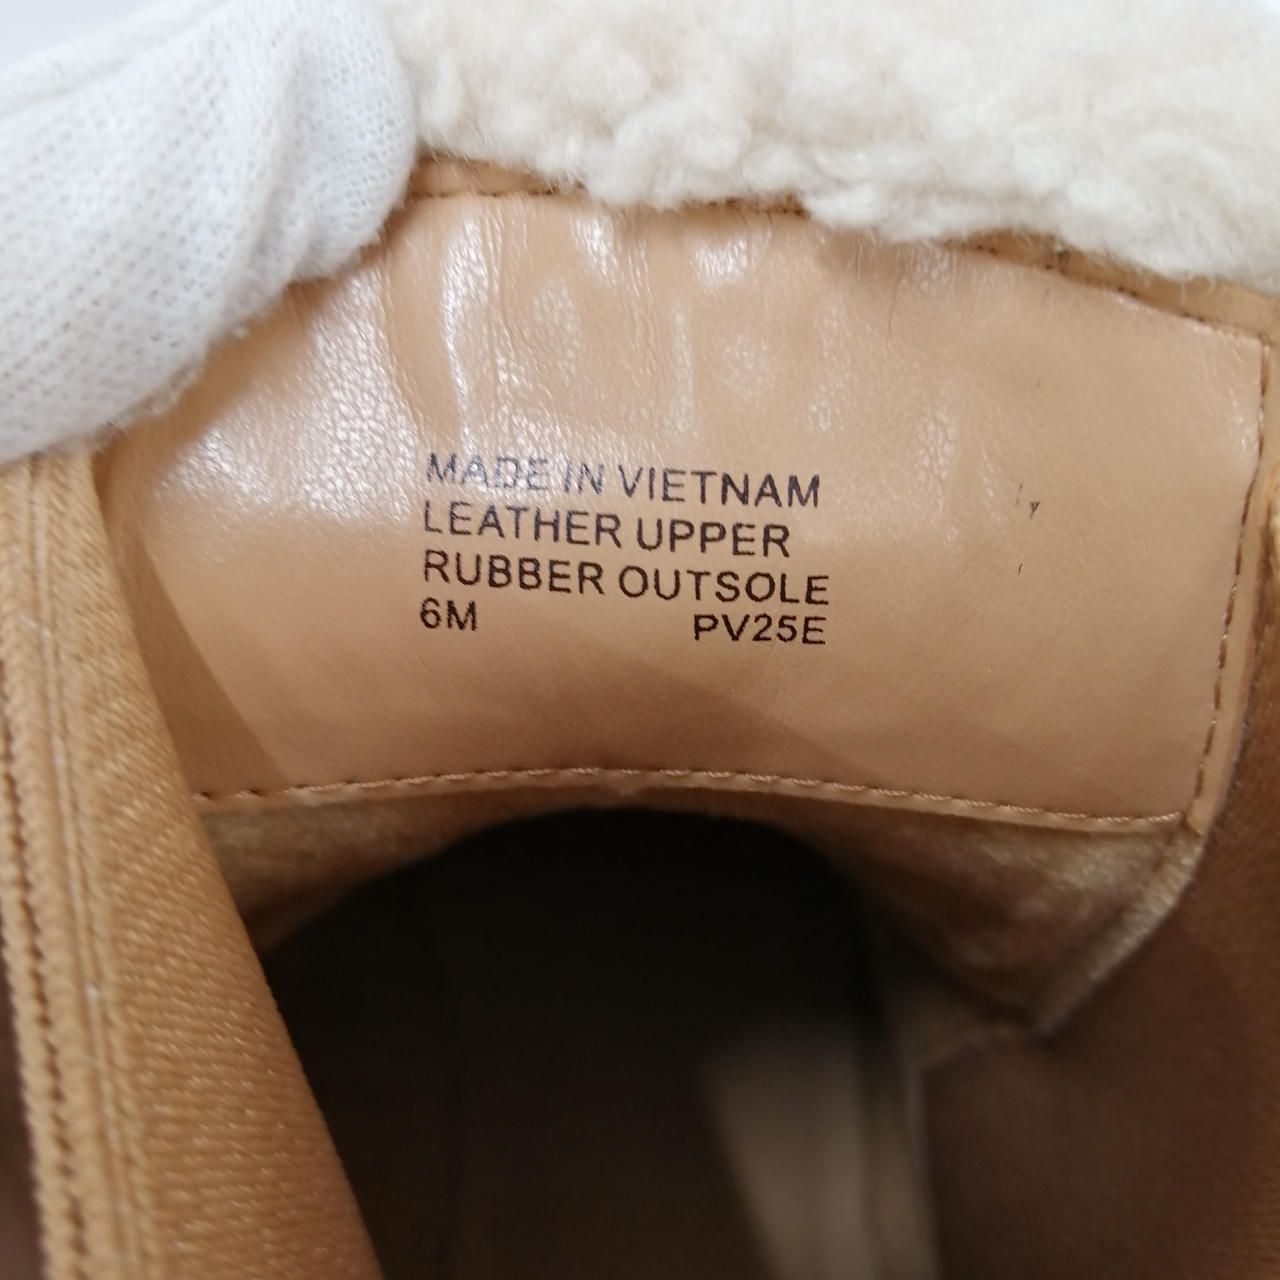 MADE IN VIETNAM
LEATHER UPPER
RUBBER OUTSOLE
6M PV25E